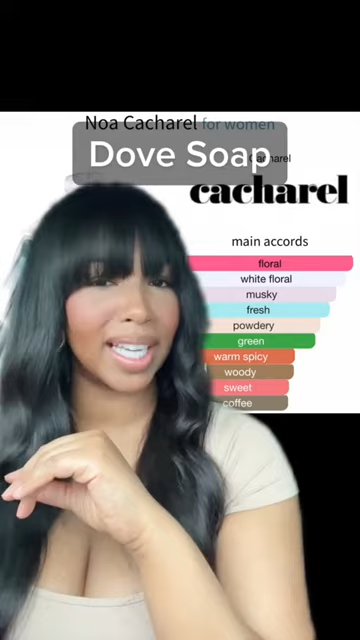 Noa Cacharel for women
Dove Soap
Cacharel
cacharel
main accords
floral
white floral
musky
fresh
powdery
green
warm spicy
woody
sweet
coffee